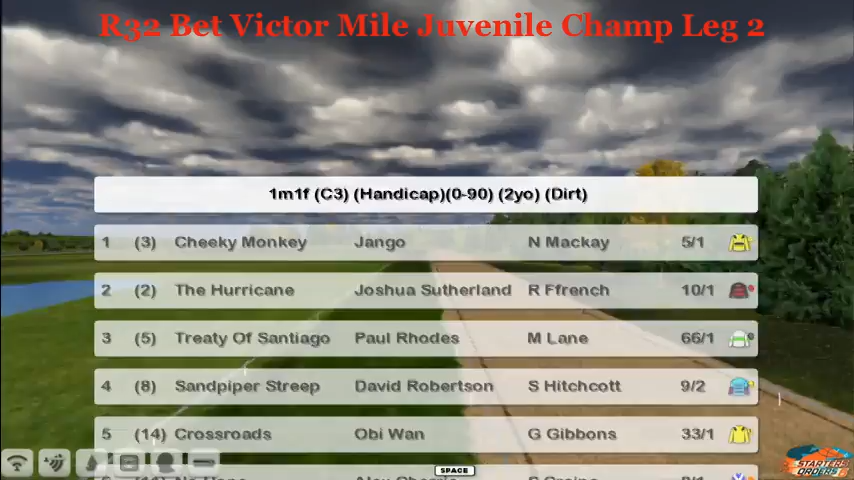 R32 Bet Victor Mile Juvenile Champ Leg 2
1m1f (C3) (Handicap)(0-90) (2yo) (Dirt)
1 (3) Cheeky Monkey Jango N Mackay 5/1
2 (2) The Hurricane Joshua Sutherland R Ffrench 10/1
3 (5) Treaty Of Santiago Paul Rhodes M Lane 66/1
4 (8) Sandpiper Streep David Robertson S Hitchcott 9/2
5 (14) Crossroads Obi Wan G Gibbons 33/1
SPACE
STARTERS
ORDERS